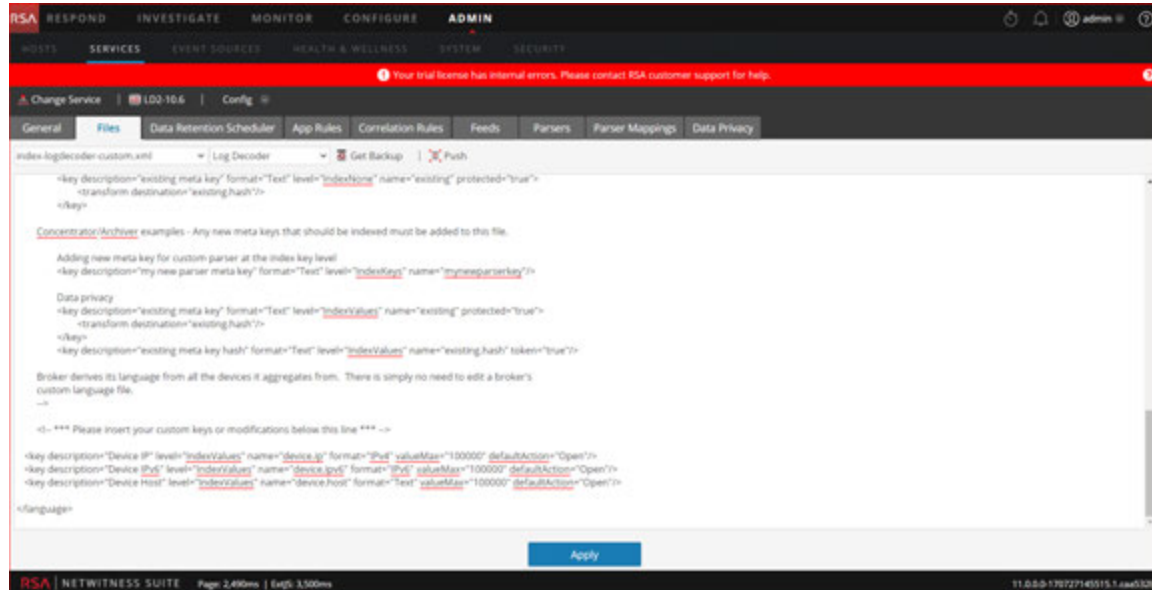 RSA RESPOND INVESTIGATE MONITOR CONFIGURE ADMIN admin
HOSTS SERVICES EVENT SOURCES HEALTH & WELLNESS SYSTEM SECURITY
Your trial license has internal errors. Please contact RSA customer support for help.
Change Service | LD2-10.6 | Config
General Files Data Retention Scheduler App Rules Correlation Rules Feeds Parsers Parser Mappings Data Privacy
index-logdecoder-custom.xml Log Decoder Get Backup | Push
<key description="existing meta key" format="Text" level="IndexNone" name="existing" protected="true">
<transform destination="existing.hash"/>
</key>
Concentrator/Archiver examples - Any new meta keys that should be indexed must be added to this file.
Adding new meta key for custom parser at the index key level
<key description="my new parser meta key" format="Text" level="IndexKeys" name="mynewparserkey"/>
Data privacy
<key description="existing meta key" format="Text" level="IndexValues" name="existing" protected="true">
<transform destination="existing.hash"/>
</key>
<key description="existing meta key hash" format="Text" level="IndexValues" name="existing.hash" token="true"/>
Broker derives its language from all the devices it aggregates from. There is simply no need to edit a broker's
custom language file.
-->
<!-- *** Please insert your custom keys or modifications below this line *** -->
<key description="Device IP" level="IndexValues" name="device.ip" format="IPv4" valueMax="100000" defaultAction="Open"/>
<key description="Device IPv6" level="IndexValues" name="device.ipv6" format="IPv6" valueMax="100000" defaultAction="Open"/>
<key description="Device Host" level="IndexValues" name="device.host" format="Text" valueMax="100000" defaultAction="Open"/>
</language>
Apply
RSA | NETWITNESS SUITE Page: 2,490ms | ExtJS: 3,500ms